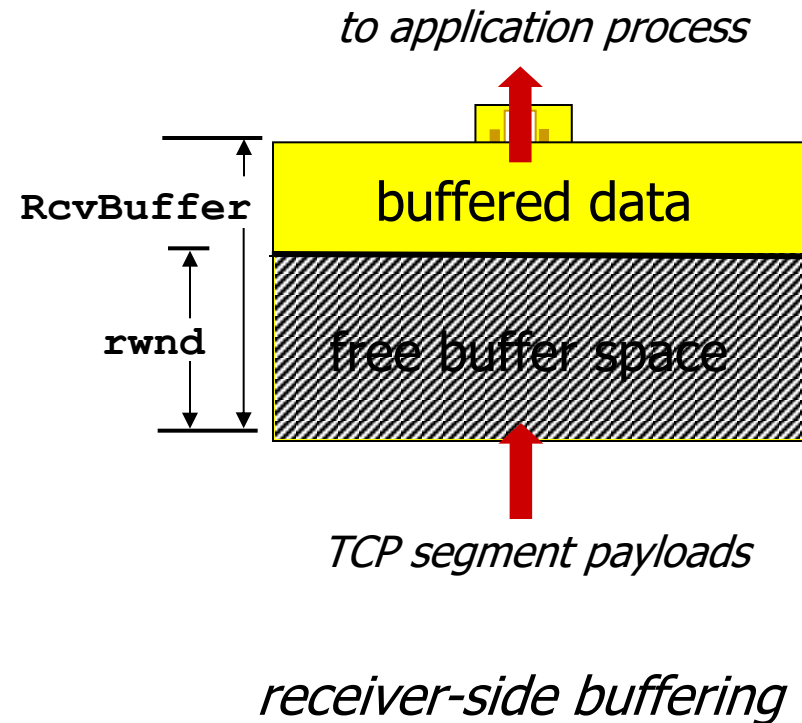 to application process
RcvBuffer
buffered data
rwnd
free buffer space
TCP segment payloads
receiver-side buffering